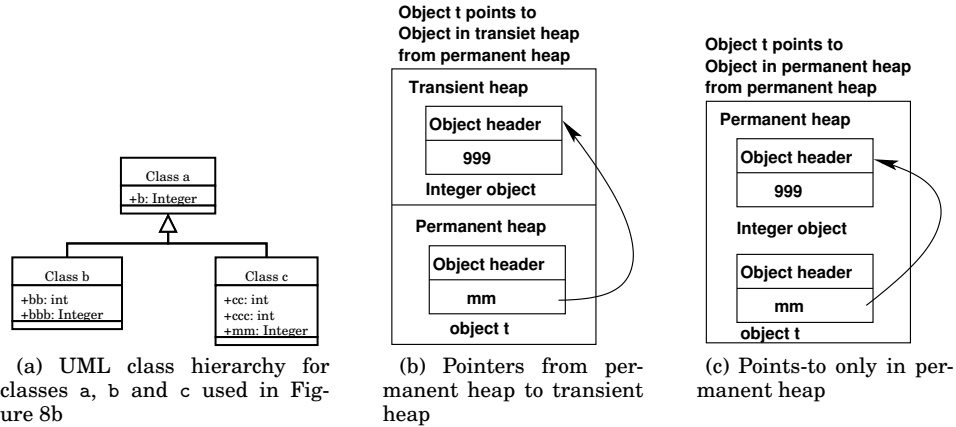 Class a
+b: Integer
Class b
+bb: int
+bbb: Integer
Class c
+cc: int
+ccc: int
+mm: Integer
(a) UML class hierarchy for
classes a, b and c used in Fig-
ure 8b
Object t points to
Object in transiet heap
from permanent heap
Transient heap
Object header
999
Integer object
Permanent heap
Object header
mm
object t
(b) Pointers from per-
manent heap to transient
heap
Object t points to
Object in permanent heap
from permanent heap
Permanent heap
Object header
999
Integer object
Object header
mm
object t
(c) Points-to only in per-
manent heap